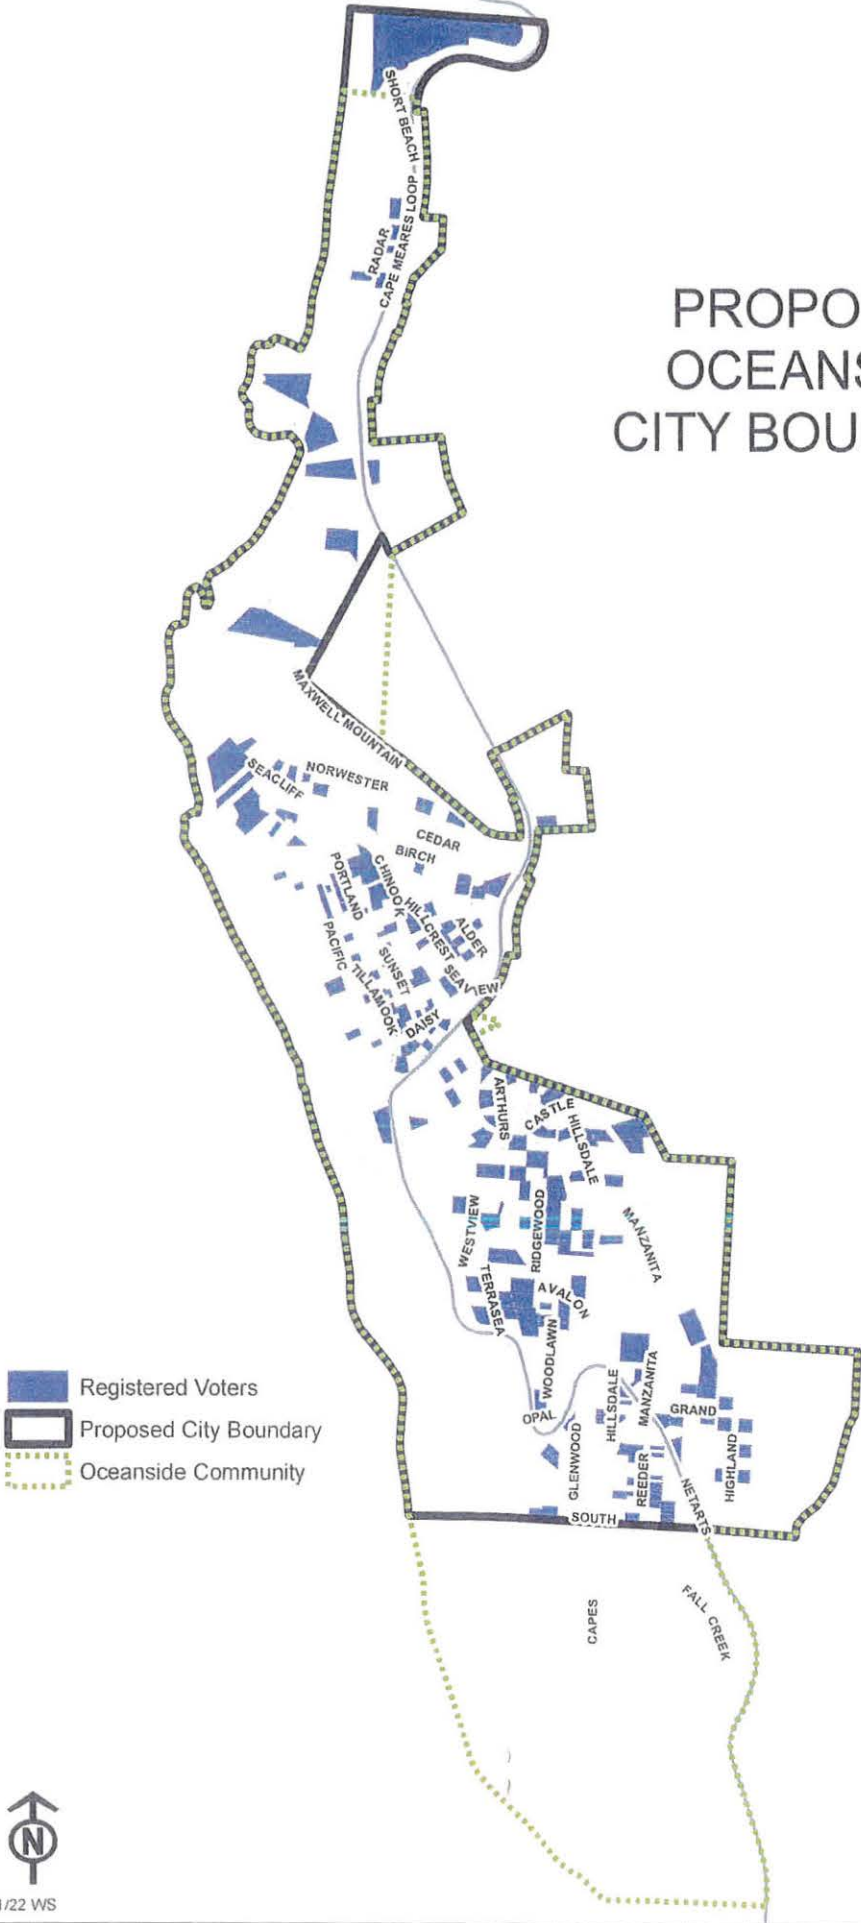 SHORT BEACH
RADAR
CAPE MEARES LOOP
PROPO
OCEANS
CITY BOU
MAXWELL MOUNTAIN
SEACLIFF
NORWESTER
CEDAR
BIRCH
PORTLAND
CHINOOK
HILLCREST
ALDER
PACIFIC
SUNSET
TILLAMOOK
SEAVIEW
DAISY
ARTHURS
CASTLE
HILLSDALE
WESTVIEW
RIDGEWOOD
MANZANITA
TERRASEA
AVALON
WOODLAWN
Registered Voters
Proposed City Boundary
Oceanside Community
OPAL
HILLSDALE
MANZANITA
GRAND
GLENWOOD
REEDER
HIGHLAND
SOUTH
NETARTS
CAPES
FALL CREEK
N
/22 WS